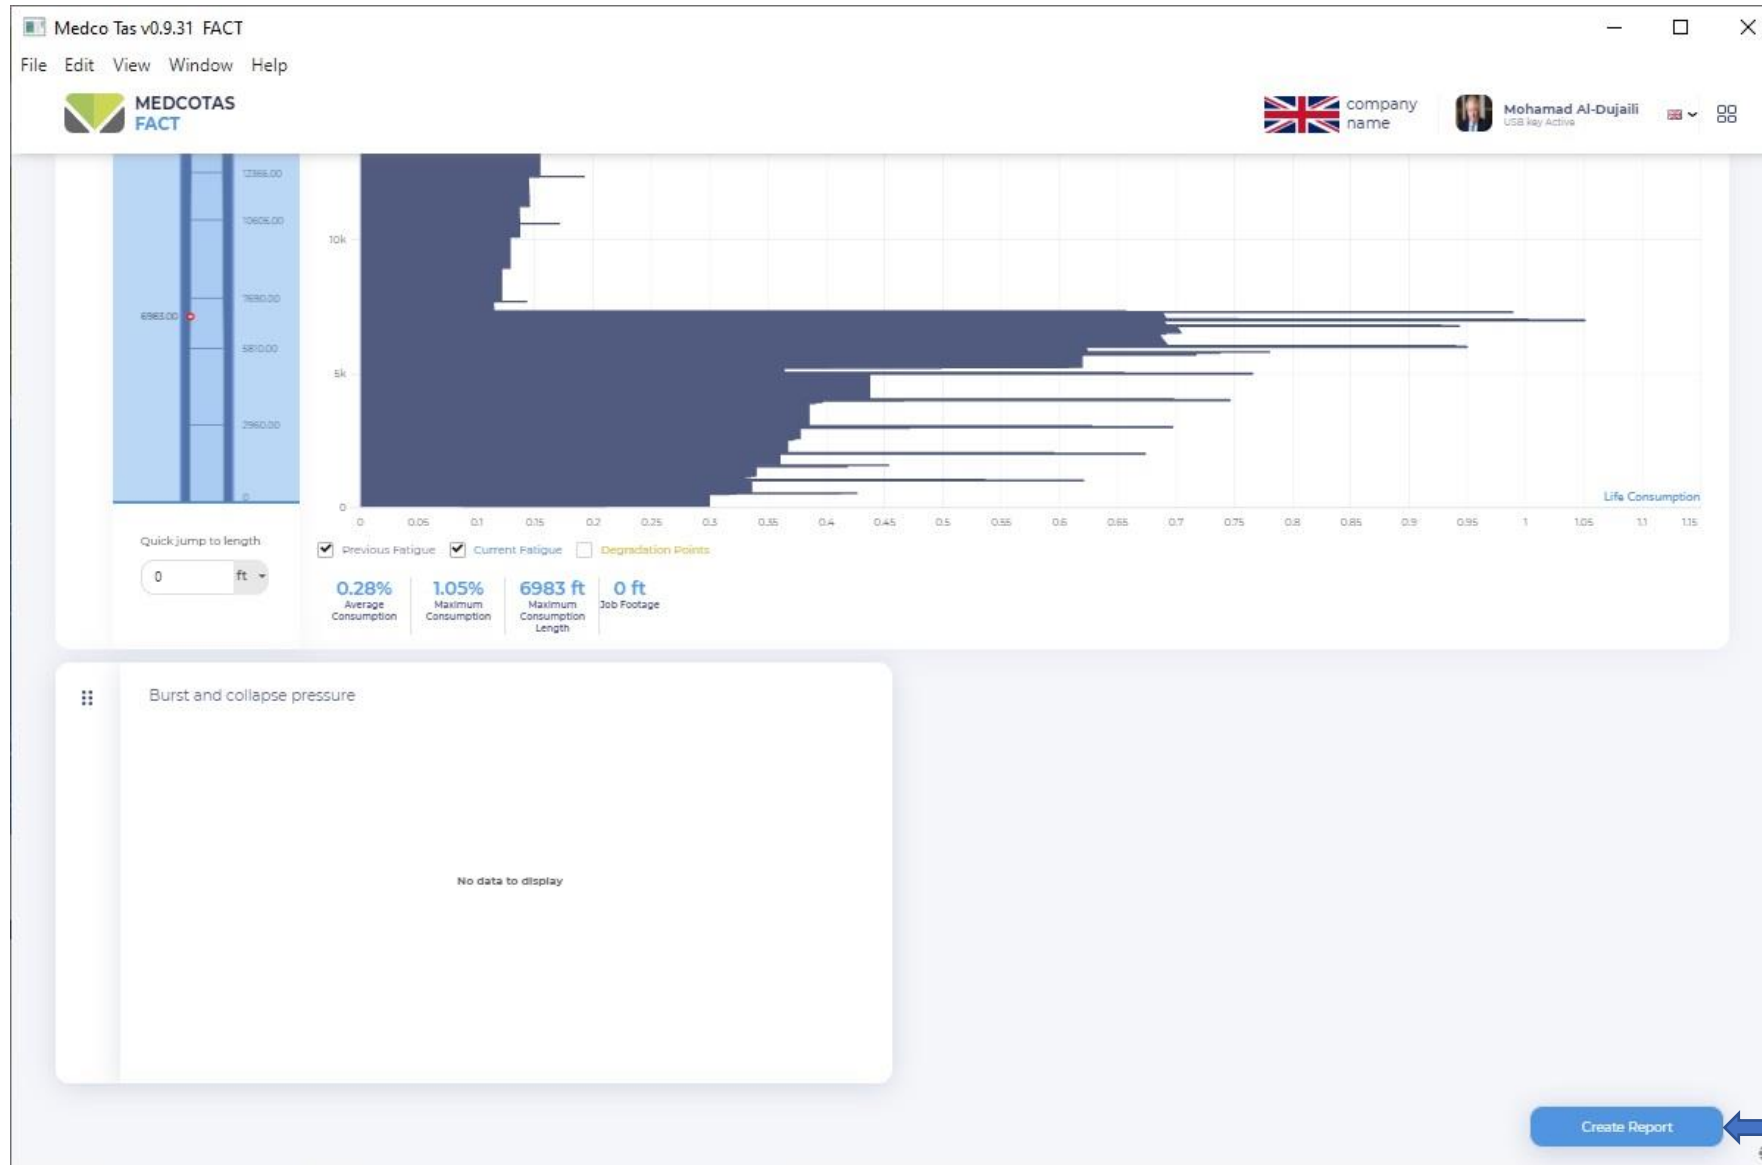 Medco Tas v0.9.31 FACT
File Edit View Window Help
MEDCOTAS
FACT
company
name
Mohamad Al-Dujaili
USB key Active
12366.00
10606.00
7690.00
6983.00
5810.00
2960.00
0
10k
5k
0
Life Consumption
0 0.05 0.1 0.15 0.2 0.25 0.3 0.35 0.4 0.45 0.5 0.55 0.6 0.65 0.7 0.75 0.8 0.85 0.9 0.95 1 1.05 1.1 1.15
Quick jump to length
0 ft
Previous Fatigue Current Fatigue Degradation Points
0.28%
Average
Consumption
1.05%
Maximum
Consumption
6983 ft
Maximum
Consumption
Length
0 ft
Job Footage
Burst and collapse pressure
No data to display
Create Report